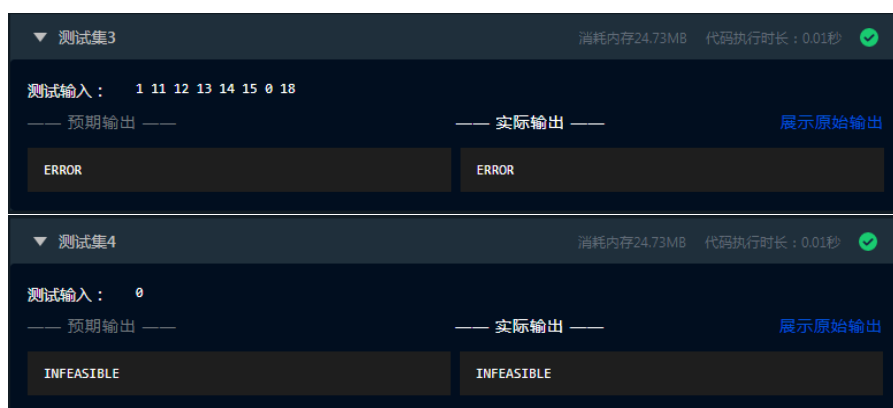 ▼ 测试集3 消耗内存24.73MB 代码执行时长：0.01秒
测试输入： 1 11 12 13 14 15 0 18
—— 预期输出 —— —— 实际输出 —— 展示原始输出
ERROR ERROR
▼ 测试集4 消耗内存24.73MB 代码执行时长：0.01秒
测试输入： 0
—— 预期输出 —— —— 实际输出 —— 展示原始输出
INFEASIBLE INFEASIBLE